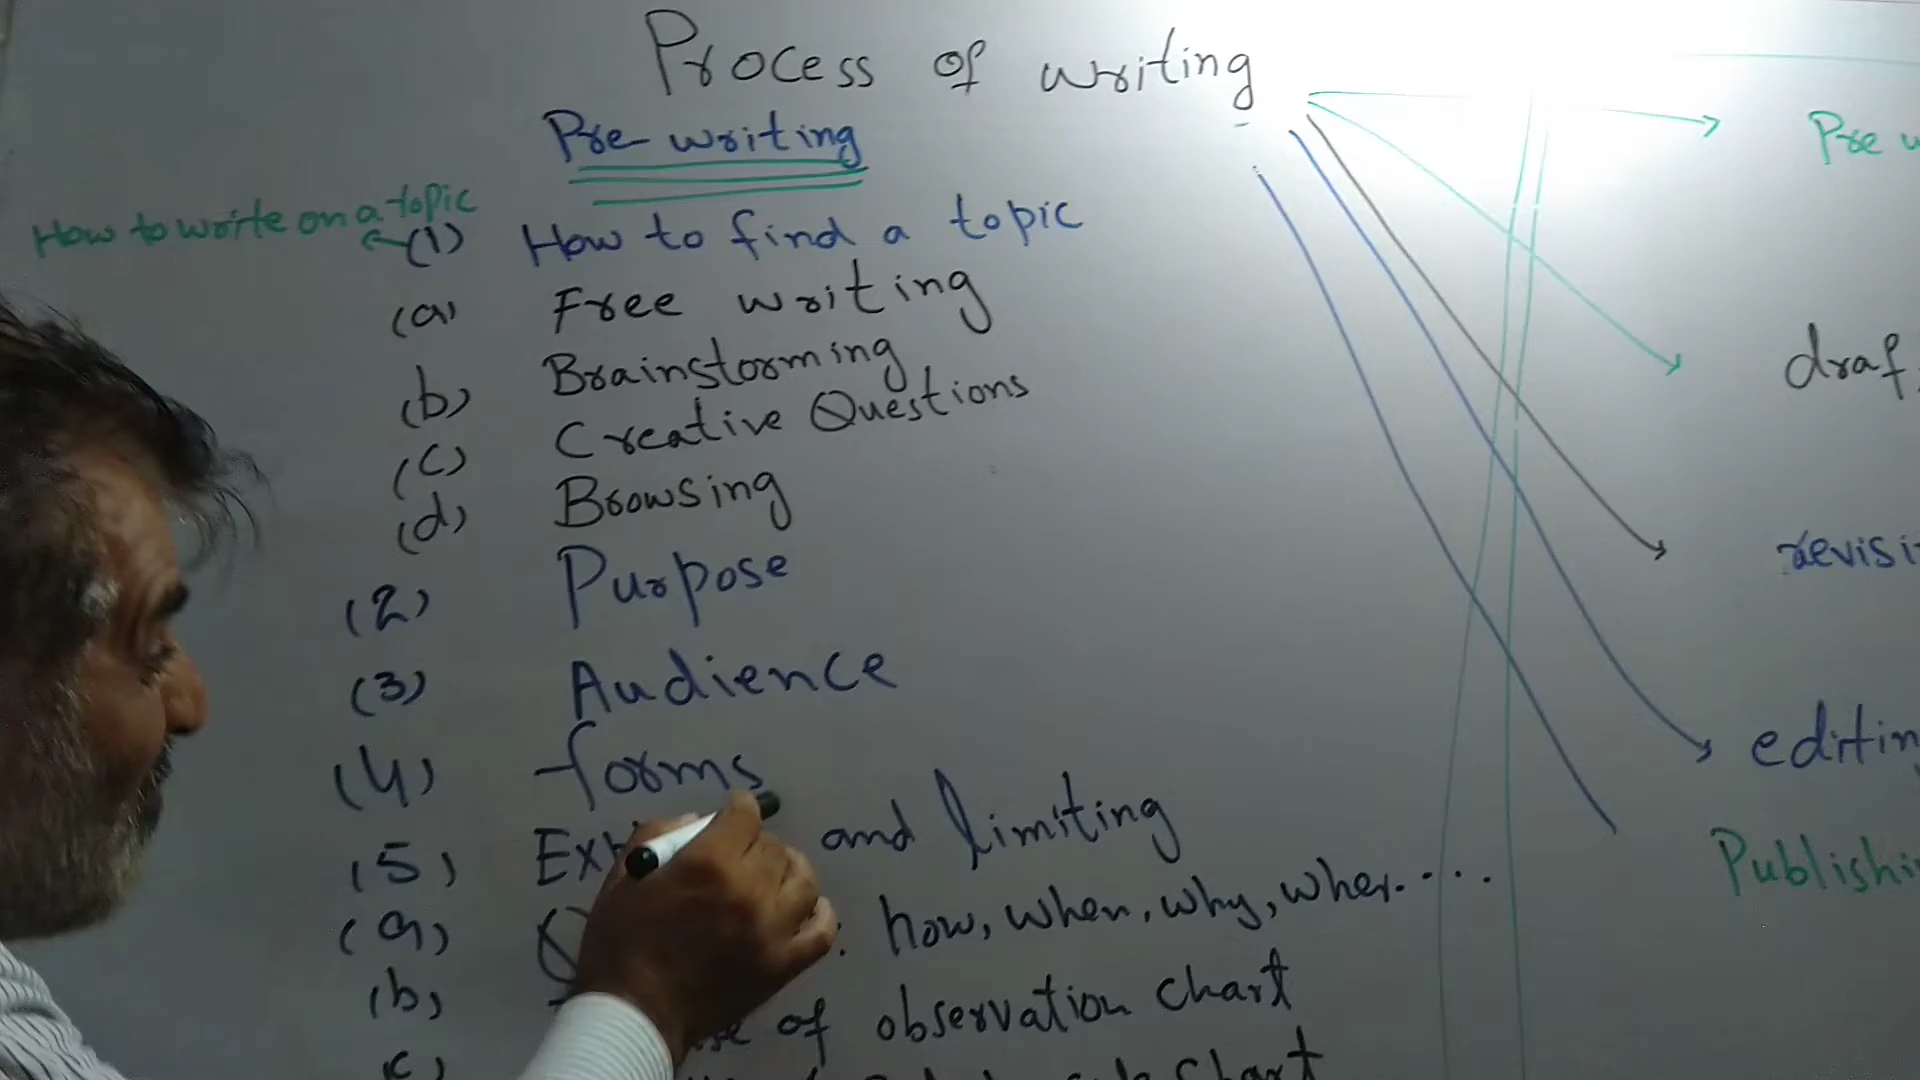 Process of writing
Pre-writing
How to write on a topic
(1) How to find a topic
(a) Free writing
(b) Brainstorming
(c) Creative Questions
(d) Browsing
(2) Purpose
(3) Audience
(4) forms
(5) and limiting
(a) : how, when, why, wher.....
(b) of observation chart
(c) chart
Pre
draf
revisi
editin
Publishi